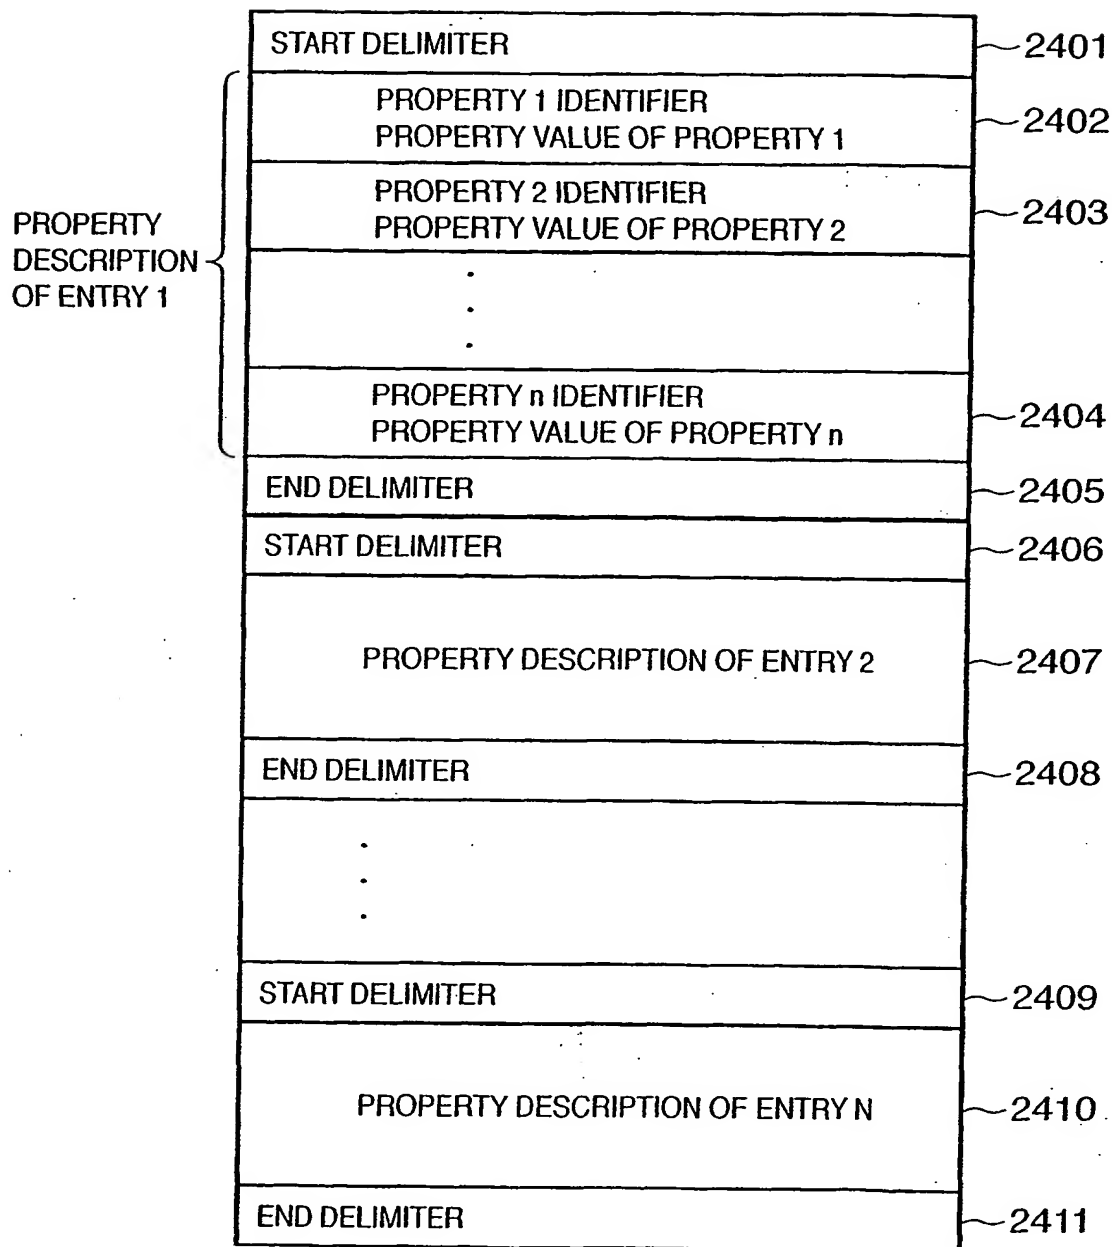 START DELIMITER
2401
PROPERTY 1 IDENTIFIER
PROPERTY VALUE OF PROPERTY 1
2402
PROPERTY 2 IDENTIFIER
PROPERTY VALUE OF PROPERTY 2
2403
PROPERTY
DESCRIPTION
OF ENTRY 1
PROPERTY n IDENTIFIER
PROPERTY VALUE OF PROPERTY n
2404
END DELIMITER
2405
START DELIMITER
2406
PROPERTY DESCRIPTION OF ENTRY 2
2407
END DELIMITER
2408
START DELIMITER
2409
PROPERTY DESCRIPTION OF ENTRY N
2410
END DELIMITER
2411